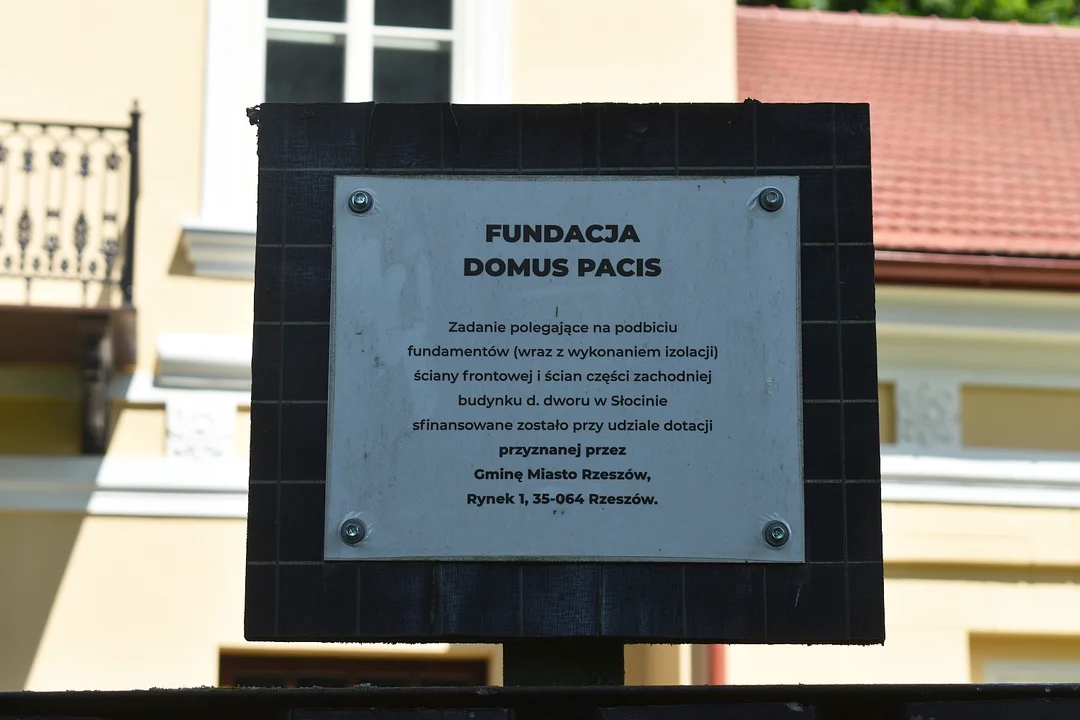 FUNDACJA
DOMUS PACIS
Zadanie polegające na podbiciu
fundamentów (wraz z wykonaniem izolacji)
ściany frontowej i ścian części zachodniej
budynku d. dworu w Słocinie
sfinansowane zostało przy udziale dotacji
przyznanej przez
Gminę Miasto Rzeszów,
Rynek 1, 35-064 Rzeszów.